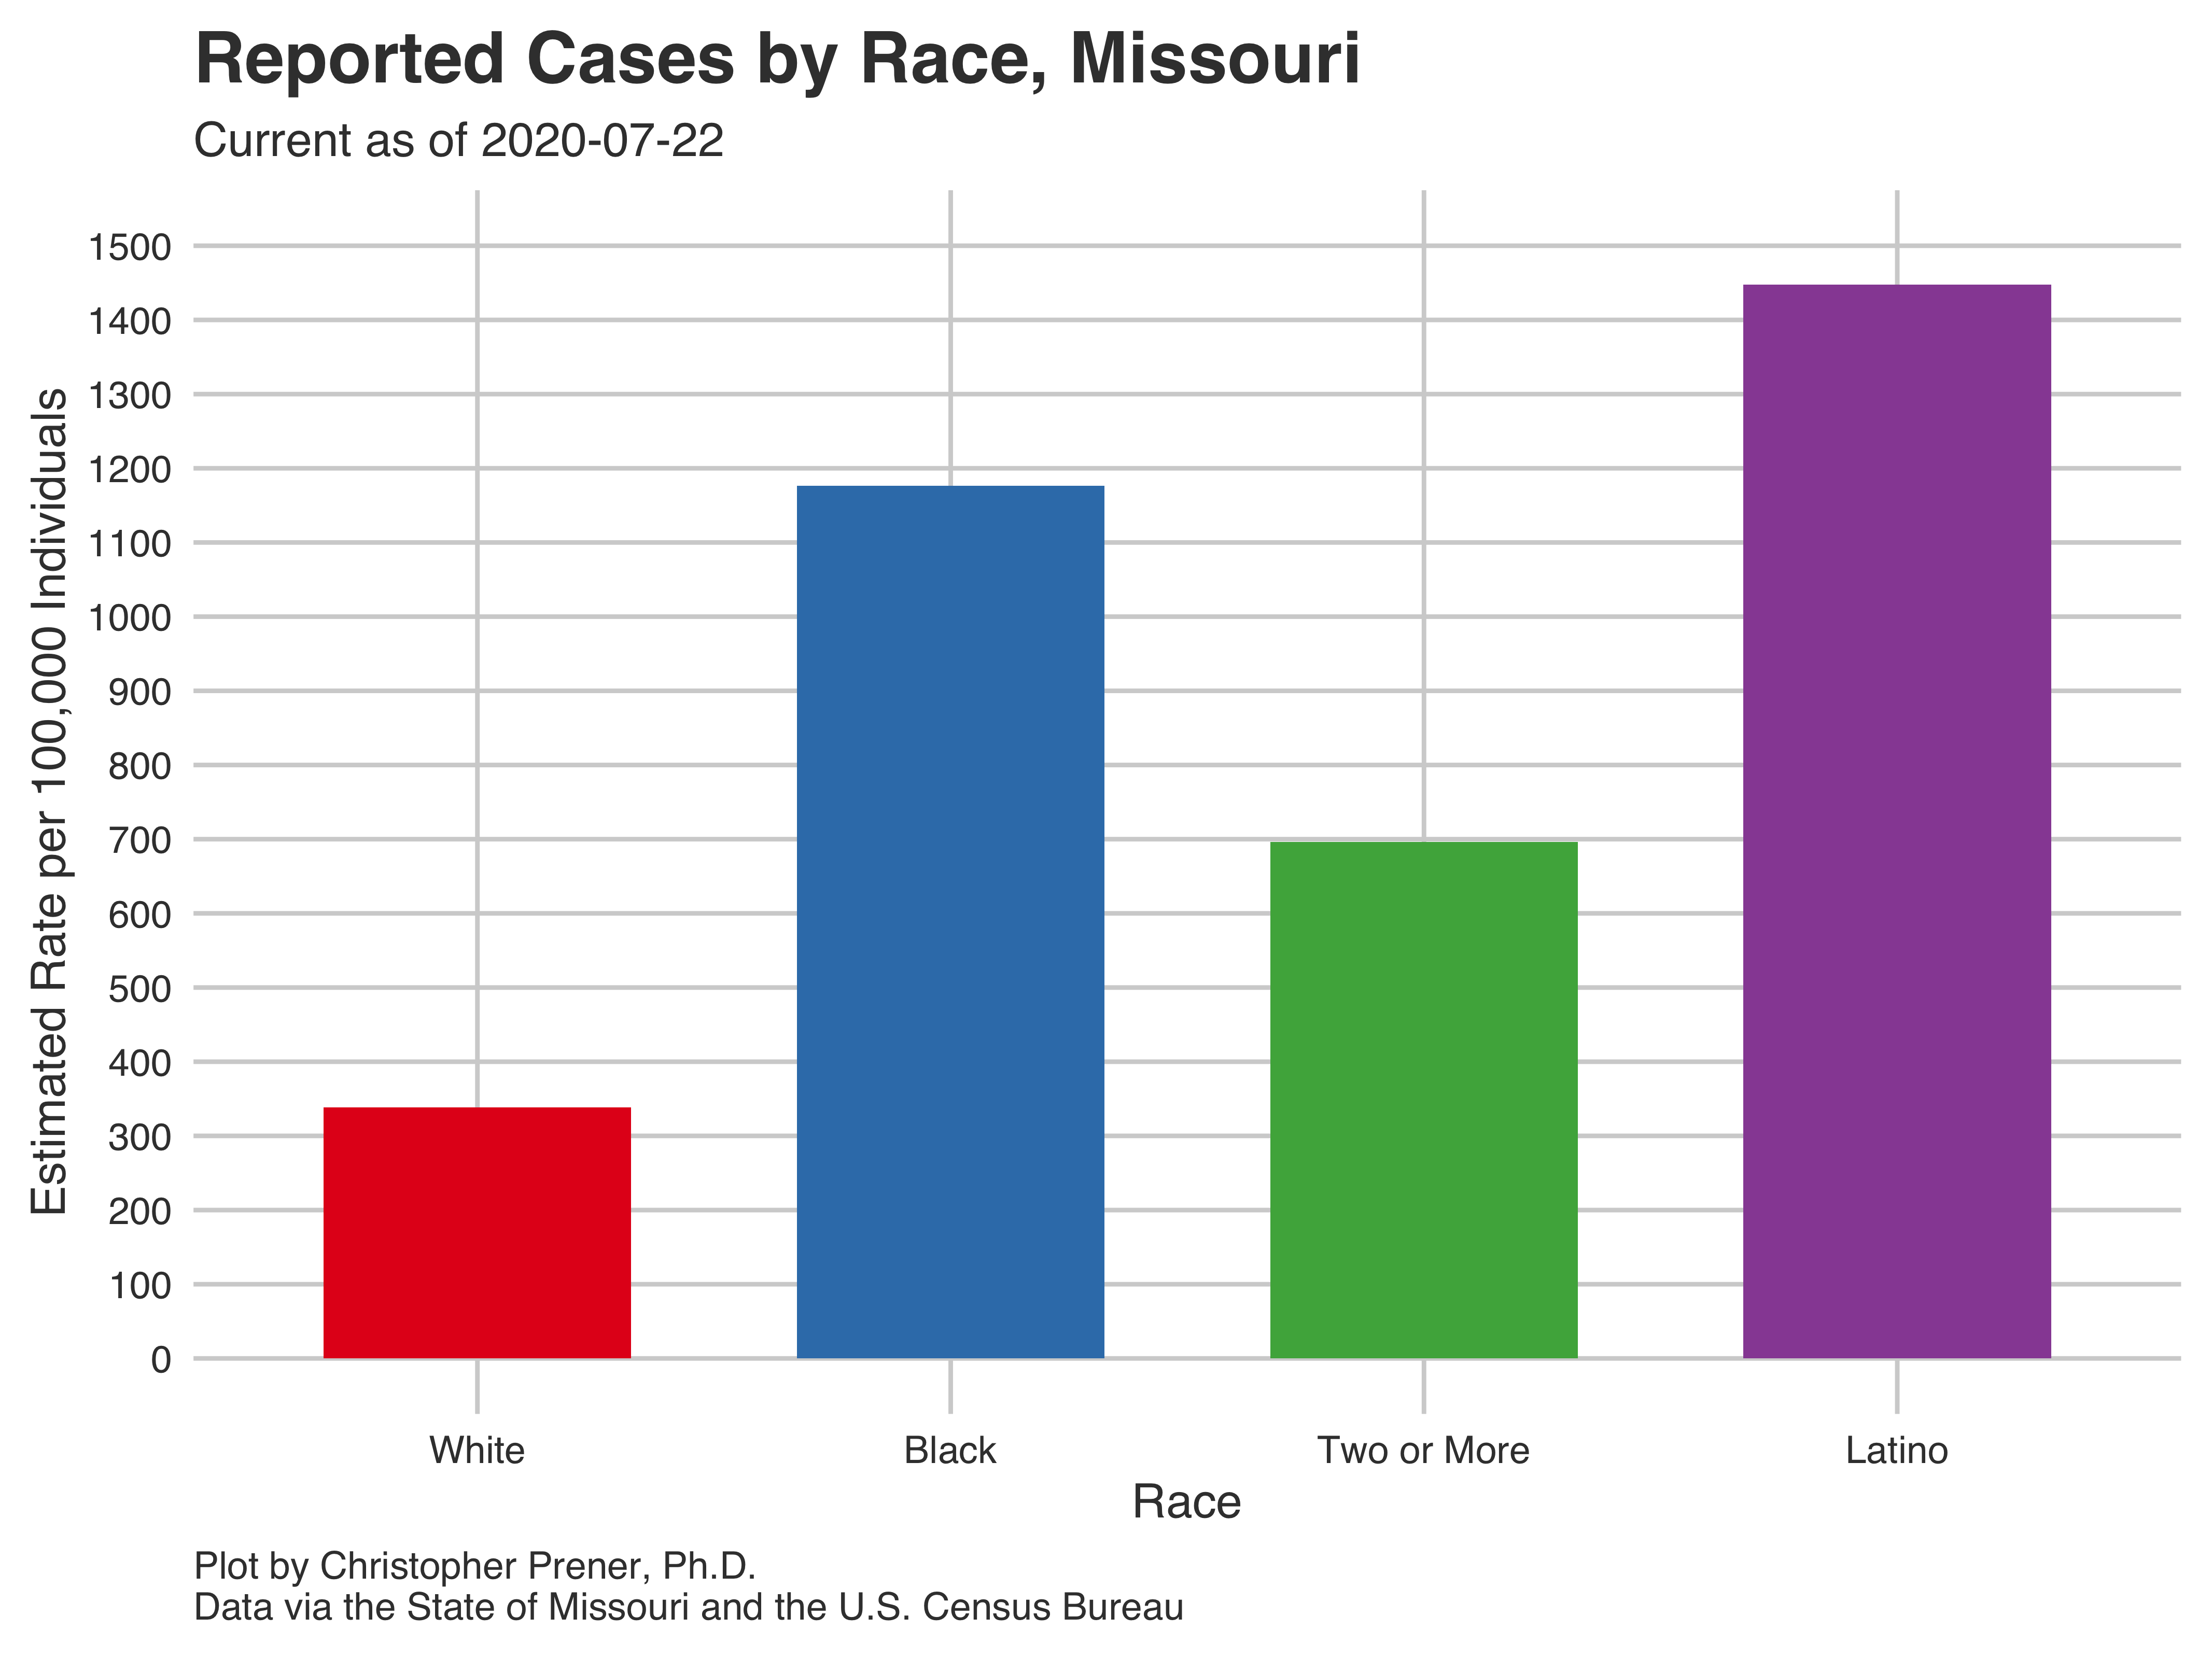 Reported Cases by Race, Missouri
Current as of 2020-07-22
Estimated Rate per 100,000 Individuals
1500
1400
1300
1200
1100
1000
900
800
700
600
500
400
300
200
100
0
White Black Two or More Latino
Race
Plot by Christopher Prener, Ph.D.
Data via the State of Missouri and the U.S. Census Bureau